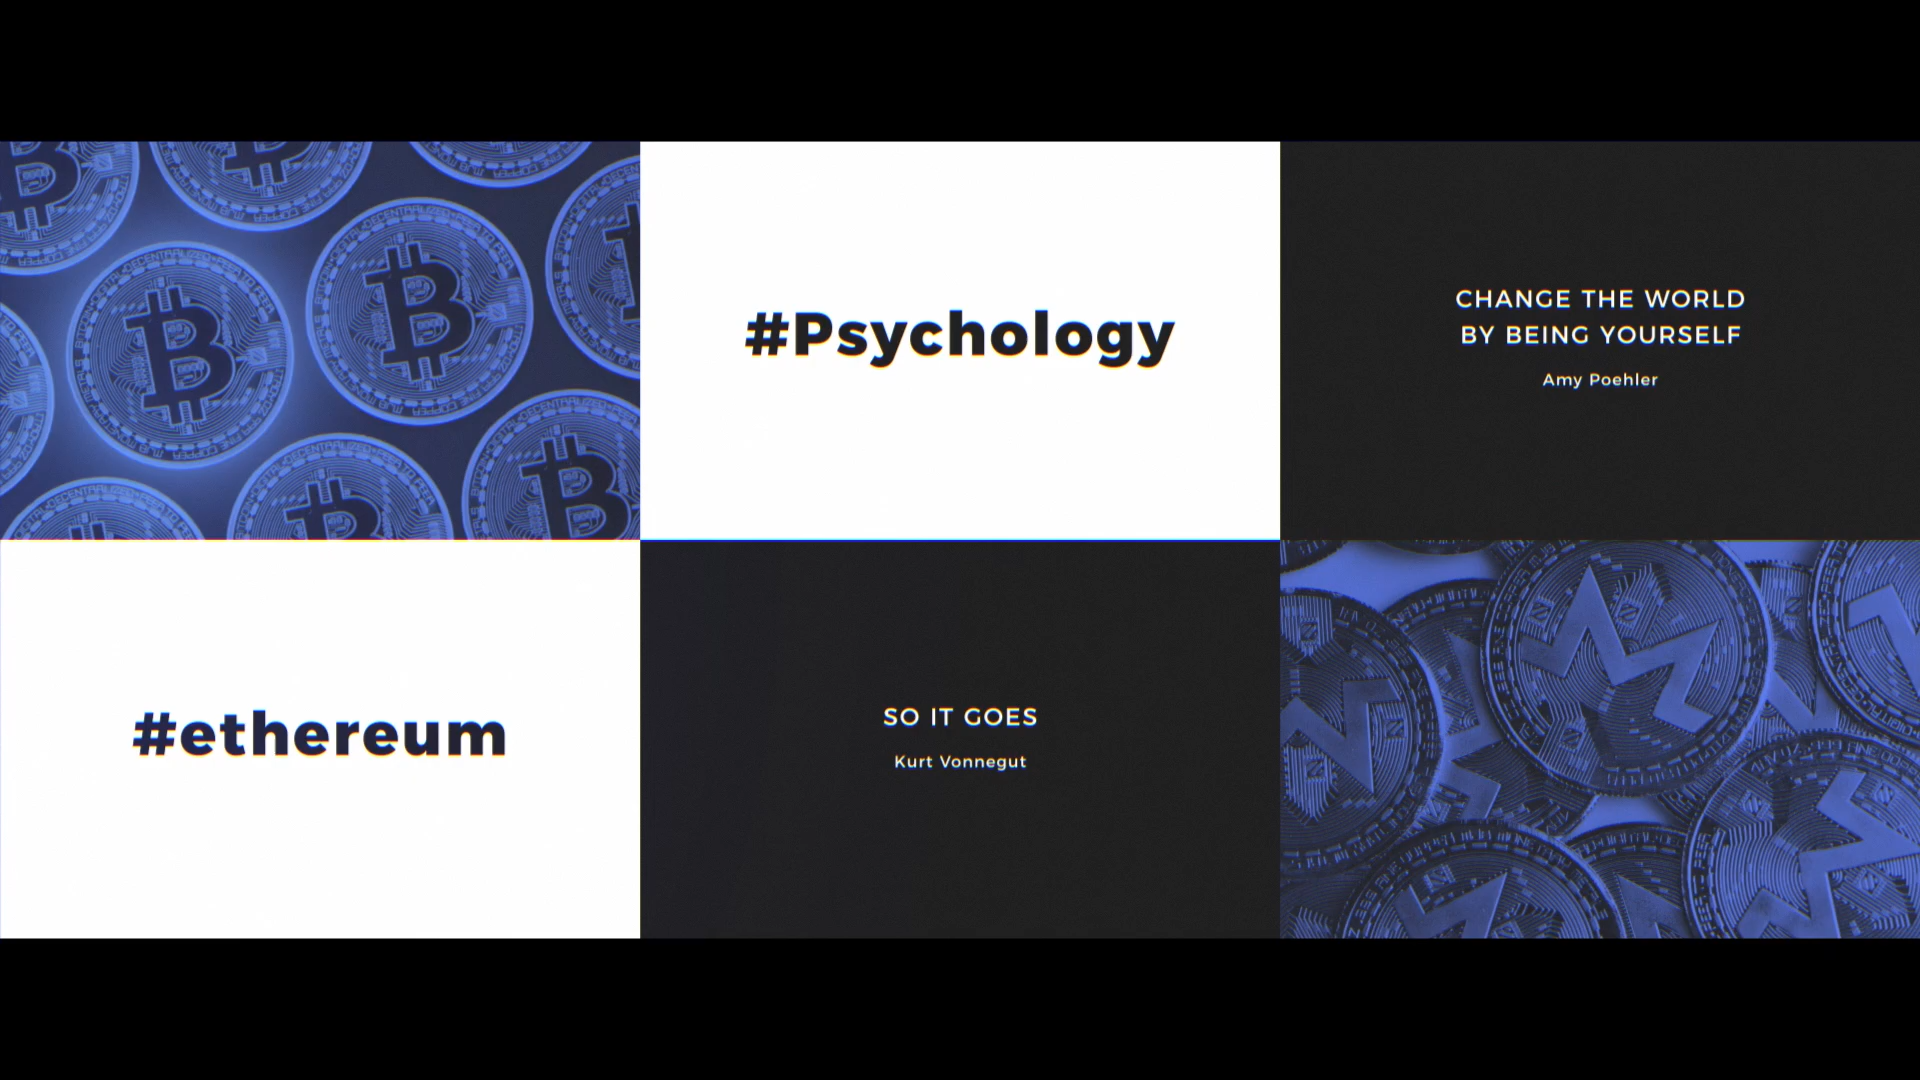 #Psychology
CHANGE THE WORLD
BY BEING YOURSELF
Amy Poehler
#ethereum
SO IT GOES
Kurt Vonnegut